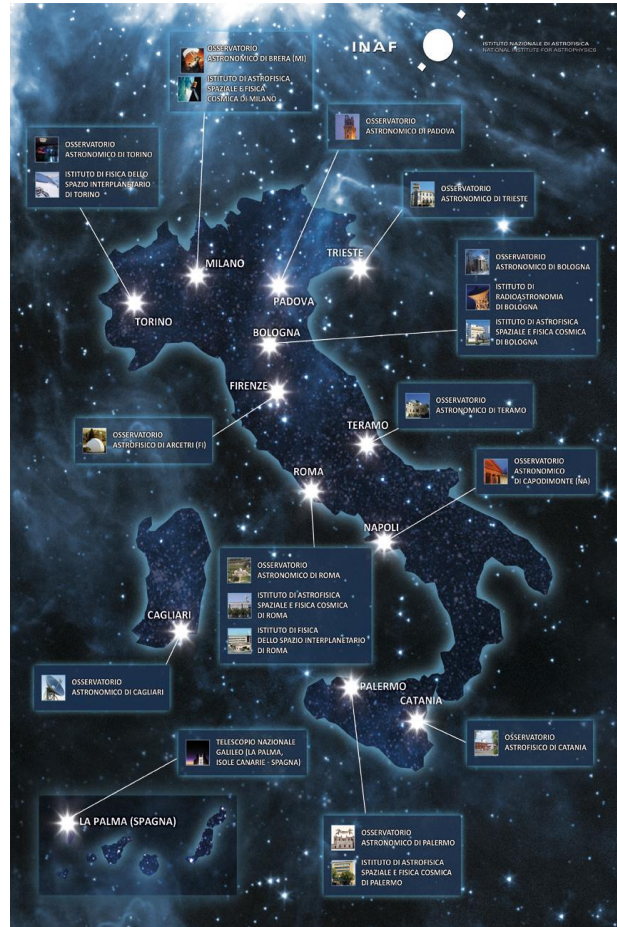 INAF
ISTITUTO NAZIONALE DI ASTROFISICA
NATIONAL INSTITUTE FOR ASTROPHYSICS
OSSERVATORIO
ASTRONOMICO DI BRERA (MI)
ISTITUTO DI ASTROFISICA
SPAZIALE E FISICA
COSMICA DI MILANO
OSSERVATORIO
ASTRONOMICO DI PADOVA
OSSERVATORIO
ASTRONOMICO DI TORINO
ISTITUTO DI FISICA DELLO
SPAZIO INTERPLANETARIO
DI TORINO
OSSERVATORIO
ASTRONOMICO DI TRIESTE
TRIESTE
MILANO
PADOVA
TORINO
OSSERVATORIO
ASTRONOMICO DI BOLOGNA
ISTITUTO DI
RADIOASTRONOMIA
DI BOLOGNA
ISTITUTO DI ASTROFISICA
SPAZIALE E FISICA COSMICA
DI BOLOGNA
BOLOGNA
FIRENZE
OSSERVATORIO
ASTRONOMICO DI TERAMO
TERAMO
OSSERVATORIO
ASTROFISICO DI ARCETRI (FI)
OSSERVATORIO
ASTRONOMICO
DI CAPODIMONTE (NA)
ROMA
NAPOLI
OSSERVATORIO
ASTRONOMICO DI ROMA
ISTITUTO DI ASTROFISICA
SPAZIALE E FISICA COSMICA
DI ROMA
ISTITUTO DI FISICA
DELLO SPAZIO INTERPLANETARIO
DI ROMA
CAGLIARI
OSSERVATORIO
ASTRONOMICO DI CAGLIARI
PALERMO
CATANIA
OSSERVATORIO
ASTROFISICO DI CATANIA
TELESCOPIO NAZIONALE
GALILEO (LA PALMA,
ISOLE CANARIE - SPAGNA)
LA PALMA (SPAGNA)
OSSERVATORIO
ASTRONOMICO DI PALERMO
ISTITUTO DI ASTROFISICA
SPAZIALE E FISICA COSMICA
DI PALERMO